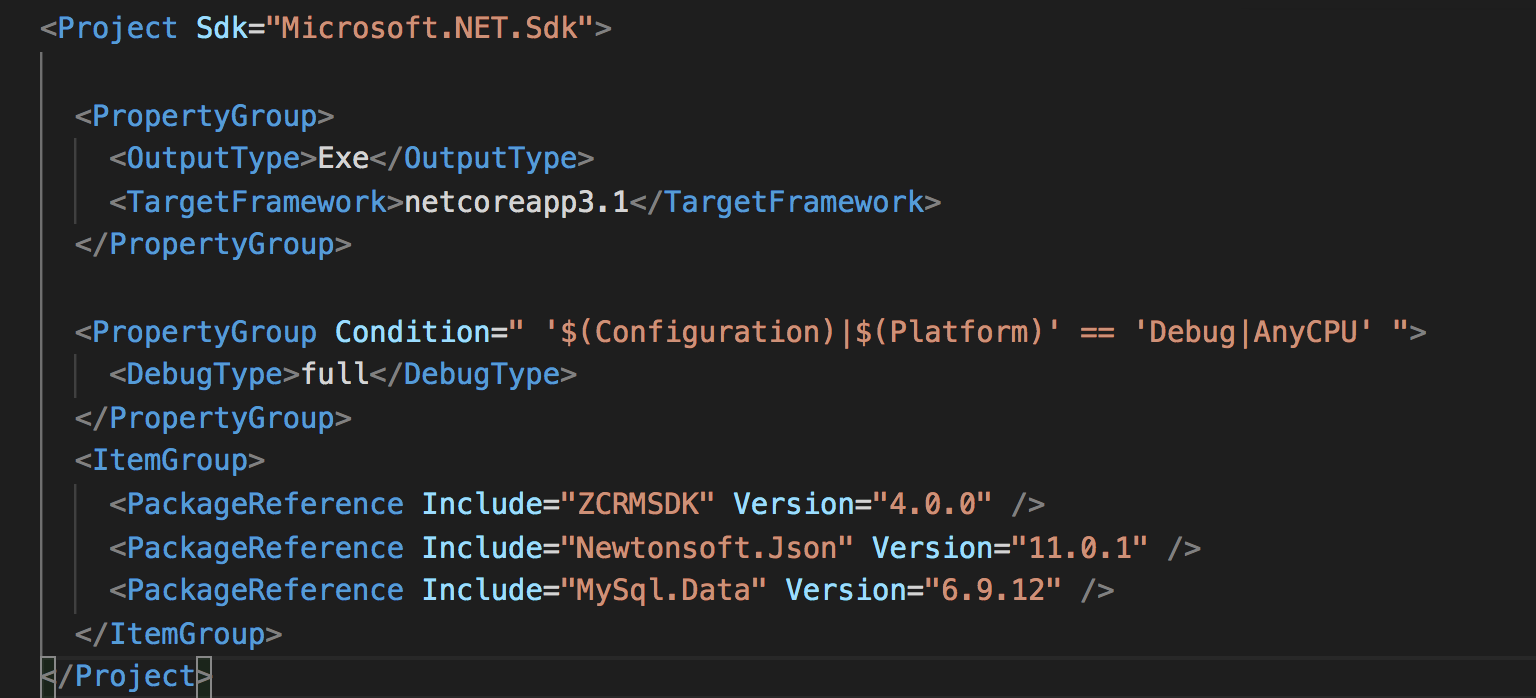 <Project Sdk="Microsoft.NET.Sdk">
<PropertyGroup>
<OutputType>Exe</OutputType>
<TargetFramework>netcoreapp3.1</TargetFramework>
</PropertyGroup>
<PropertyGroup Condition=" '$(Configuration)|$(Platform)' == 'Debug|AnyCPU' ">
<DebugType>full</DebugType>
</PropertyGroup>
<ItemGroup>
<PackageReference Include="ZCRMSDK" Version="4.0.0" />
<PackageReference Include="Newtonsoft.Json" Version="11.0.1" />
<PackageReference Include="MySql.Data" Version="6.9.12" />
</ItemGroup>
</Project>